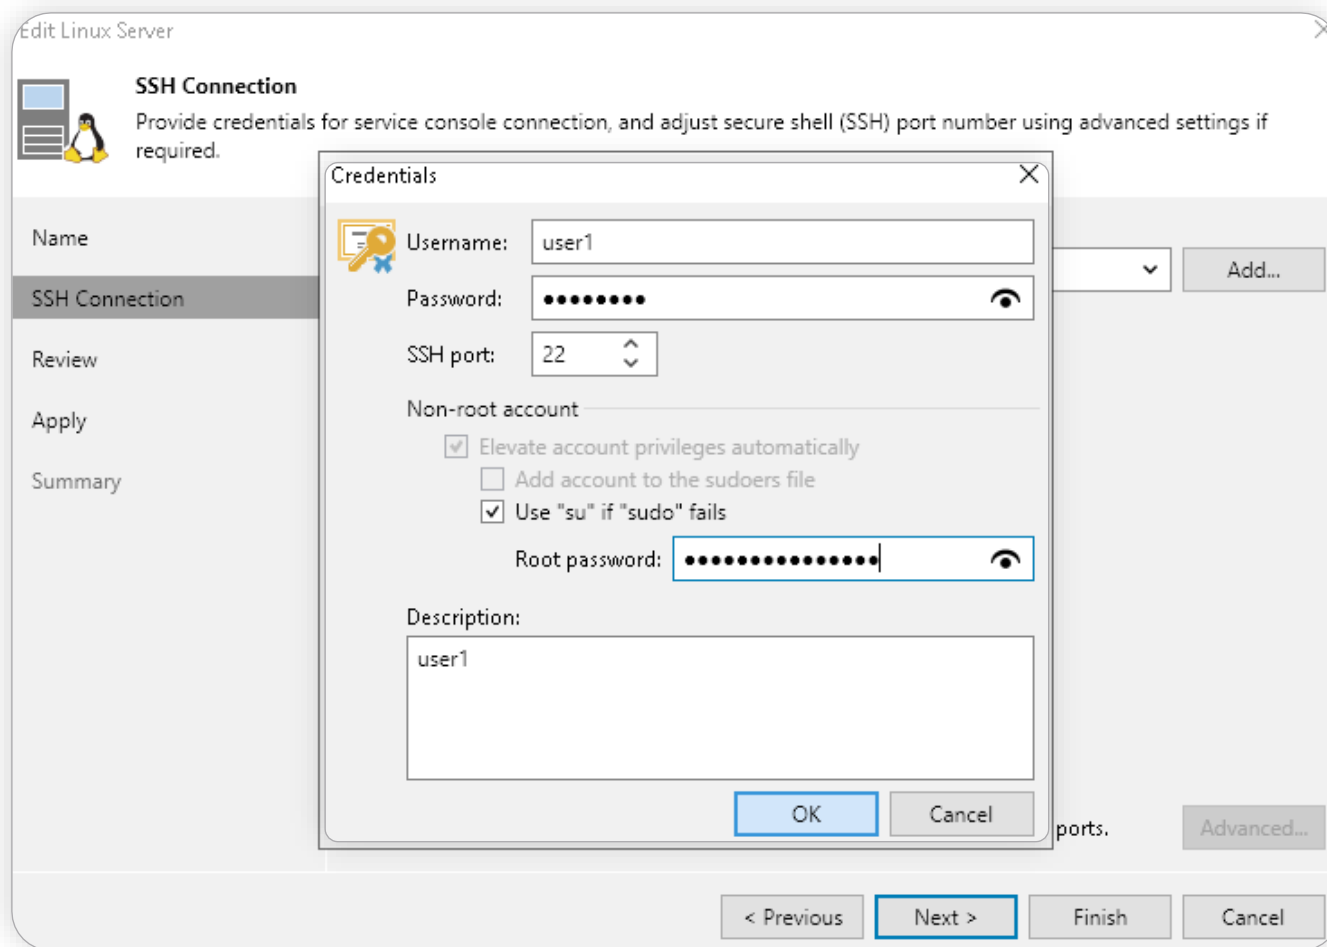 Edit Linux Server
SSH Connection
Provide credentials for service console connection, and adjust secure shell (SSH) port number using advanced settings if
required.
Name
SSH Connection
Review
Apply
Summary
Credentials
Username:
user1
Password:
••••••••
SSH port:
22
Non-root account
Elevate account privileges automatically
Add account to the sudoers file
Use "su" if "sudo" fails
Root password:
•••••••••••••••
Description:
user1
OK
Cancel
Add...
ports.
Advanced...
< Previous
Next >
Finish
Cancel